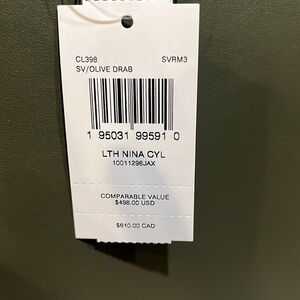 CL398 SVRM3
SV/OLIVE DRAB
1 95031 99591 0
LTH NINA CYL
10011296JAX
COMPARABLE VALUE
$498.00 USD
$610.00 CAD